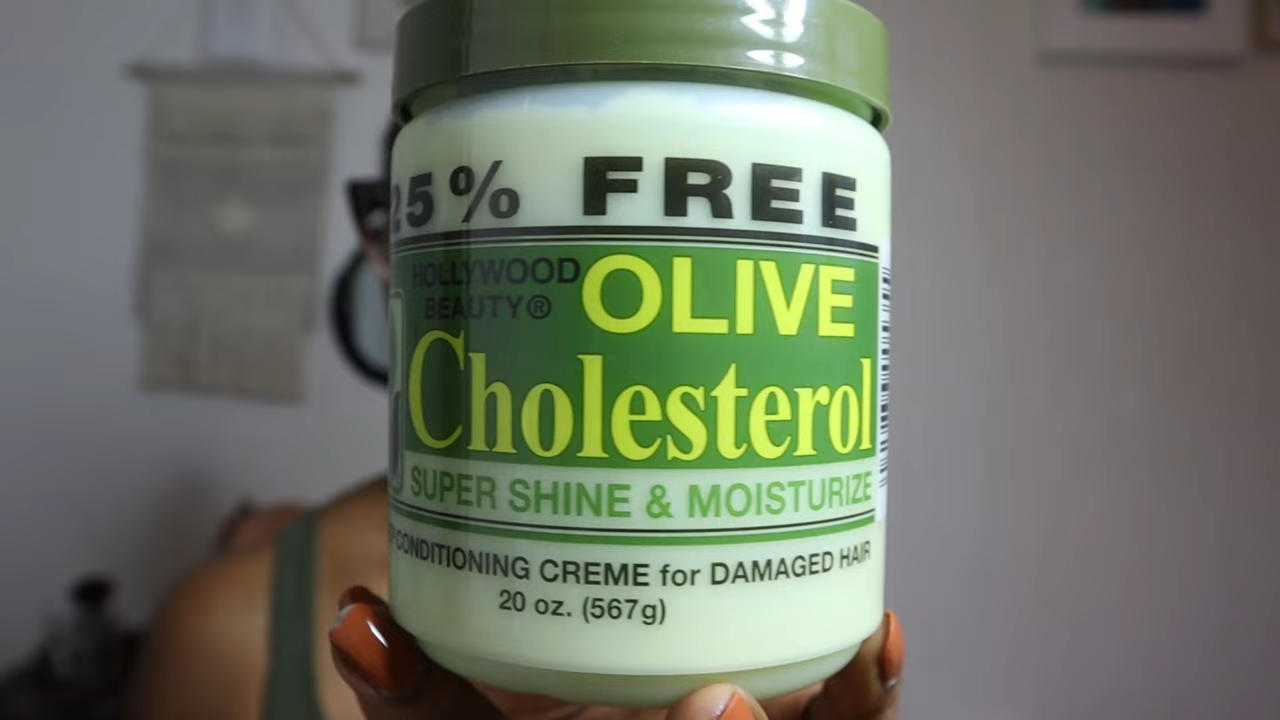 25% FREE
HOLLYWOOD
BEAUTY®
OLIVE
Cholesterol
SUPER SHINE & MOISTURIZE
CONDITIONING CREME for DAMAGED HAIR
20 oz. (567g)